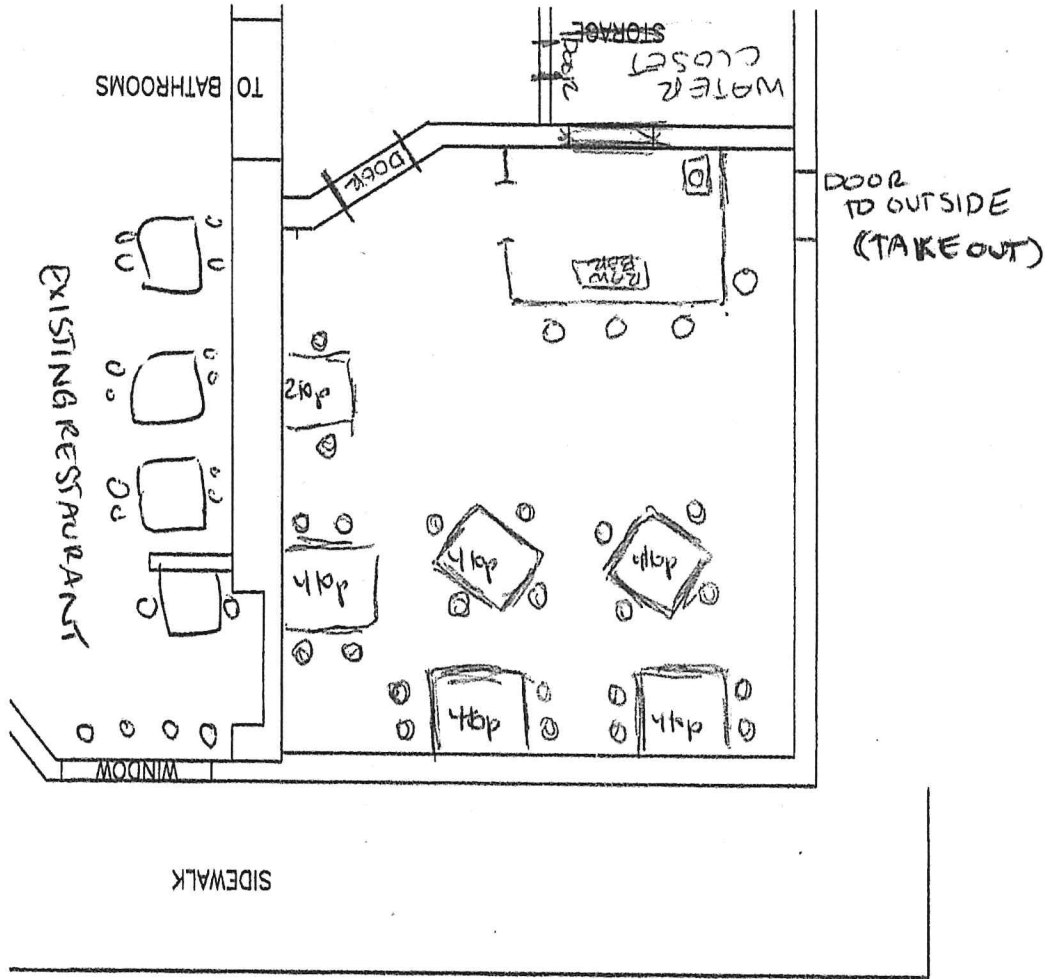 STORAGE
WATER
CLOSET
DOOR
TO BATHROOMS
DOOR
DOOR
TO OUTSIDE
(TAKE OUT)
RAW
BAR
EXISTING RESTAURANT
2top
4top
4top
4top
4top
4top
WINDOW
SIDEWALK